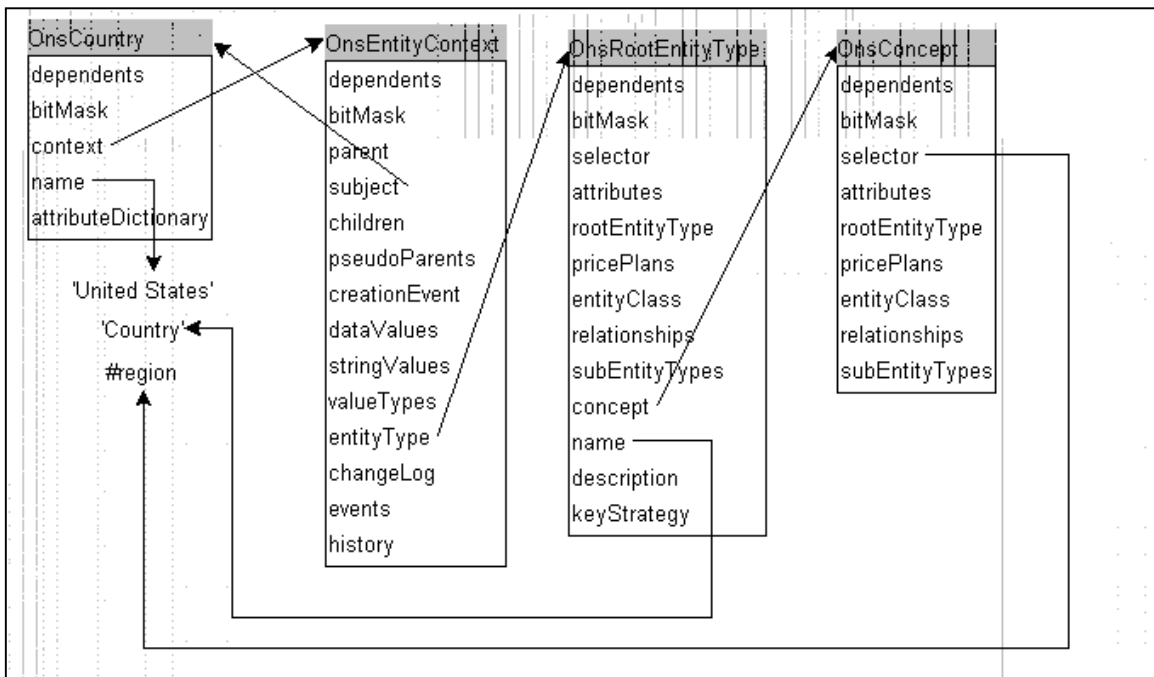 OnsCountry
dependents
bitMask
context
name
attributeDictionary
'United States'
'Country'
#region
OnsEntityContext
dependents
bitMask
parent
subject
children
pseudoParents
creationEvent
dataValues
stringValues
valueTypes
entityType
changeLog
events
history
OnsRootEntityType
dependents
bitMask
selector
attributes
rootEntityType
pricePlans
entityClass
relationships
subEntityTypes
concept
name
description
keyStrategy
OnsConcept
dependents
bitMask
selector
attributes
rootEntityType
pricePlans
entityClass
relationships
subEntityTypes